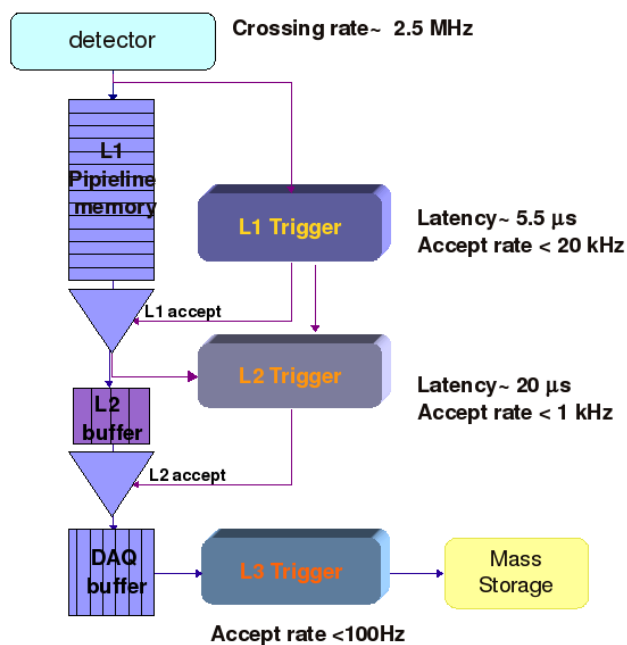 detector
Crossing rate~ 2.5 MHz
L1
Pipieline
memory
L1 Trigger
Latency~ 5.5 μs
Accept rate < 20 kHz
L1 accept
L2 Trigger
Latency~ 20 μs
Accept rate < 1 kHz
L2
buffer
L2 accept
DAQ
buffer
L3 Trigger
Mass
Storage
Accept rate <100Hz